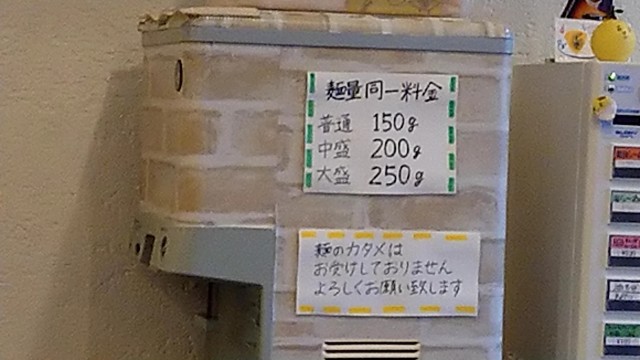 麺量同一料金
普通 150g
中盛 200g
大盛 250g
麺のカタメは
お受けしておりません
よろしくお願い致します